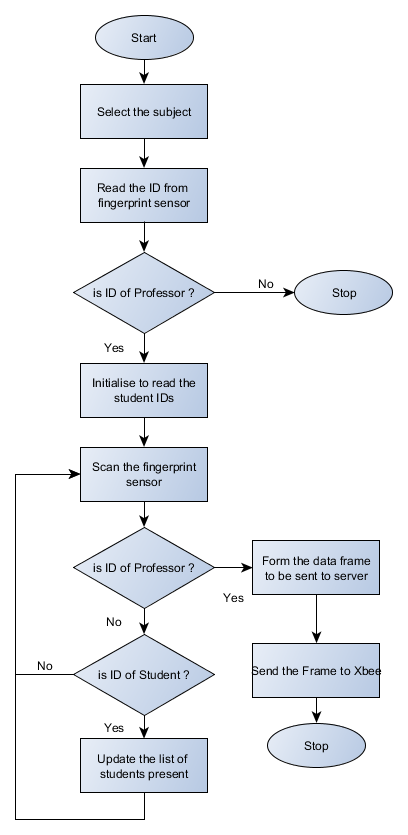 Start
Select the subject
Read the ID from
fingerprint sensor
is ID of Professor ?
No
Stop
Yes
Initialise to read the
student IDs
Scan the fingerprint
sensor
is ID of Professor ?
Yes
Form the data frame
to be sent to server
No
Send the Frame to Xbee
is ID of Student ?
No
Yes
Stop
Update the list of
students present